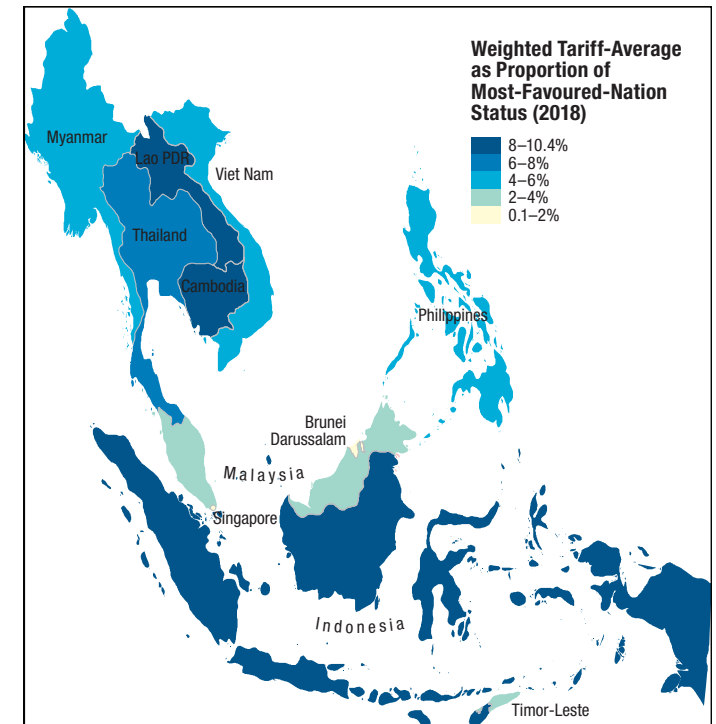 Weighted Tariff-Average
as Proportion of
Most-Favoured-Nation
Status (2018)
8–10.4%
6–8%
4–6%
2–4%
0.1–2%
Myanmar
Lao PDR
Viet Nam
Thailand
Cambodia
Philippines
Brunei
Darussalam
Malaysia
Singapore
Indonesia
Timor-Leste